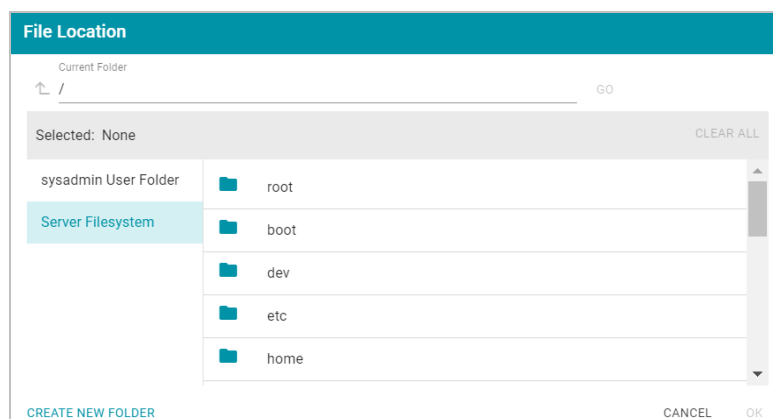 File Location
Current Folder
/
GO
Selected: None
CLEAR ALL
sysadmin User Folder
Server Filesystem
root
boot
dev
etc
home
CREATE NEW FOLDER
CANCEL
OK